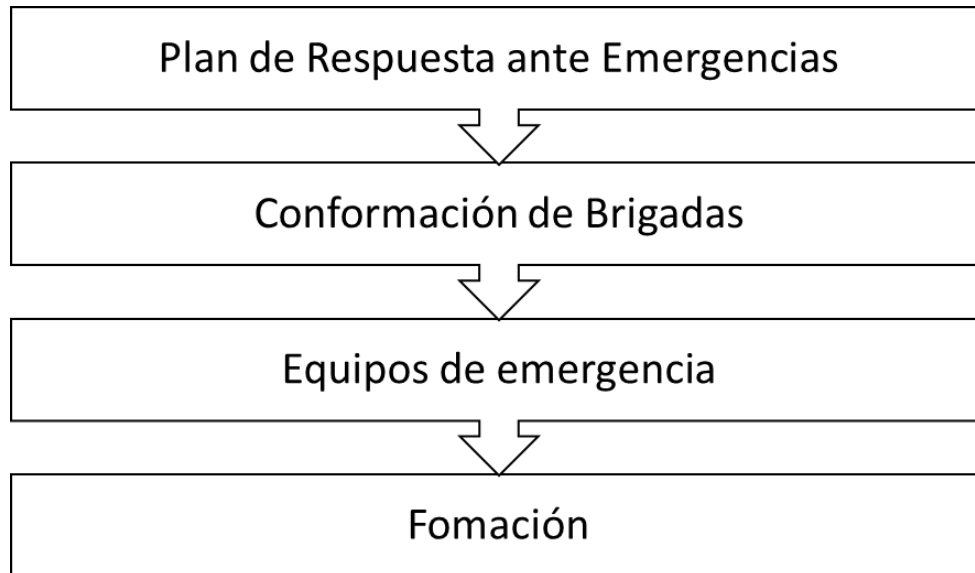 Plan de Respuesta ante Emergencias
Conformación de Brigadas
Equipos de emergencia
Fomación